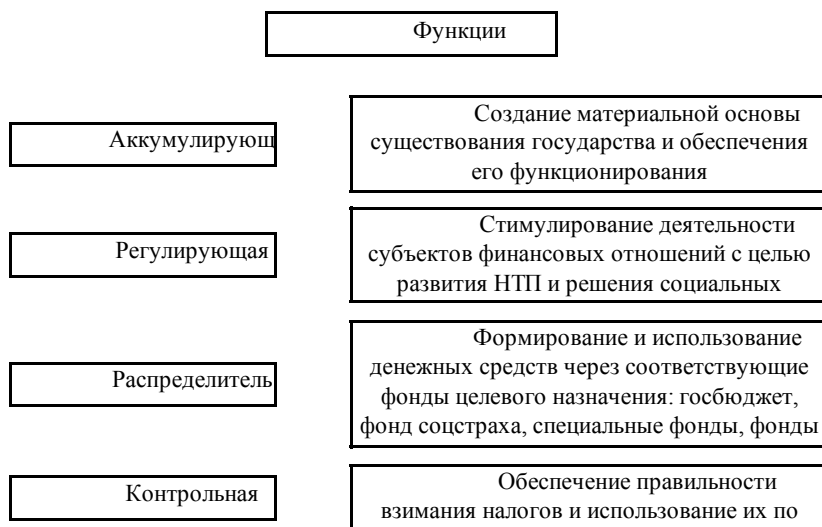 Функции
Аккумулирующ
Создание материальной основы
существования государства и обеспечения
его функционирования
Регулирующая
Стимулирование деятельности
субъектов финансовых отношений с целью
развития НТП и решения социальных
Распределитель
Формирование и использование
денежных средств через соответствующие
фонды целевого назначения: госбюджет,
фонд соцстраха, специальные фонды, фонды
Контрольная
Обеспечение правильности
взимания налогов и использование их по